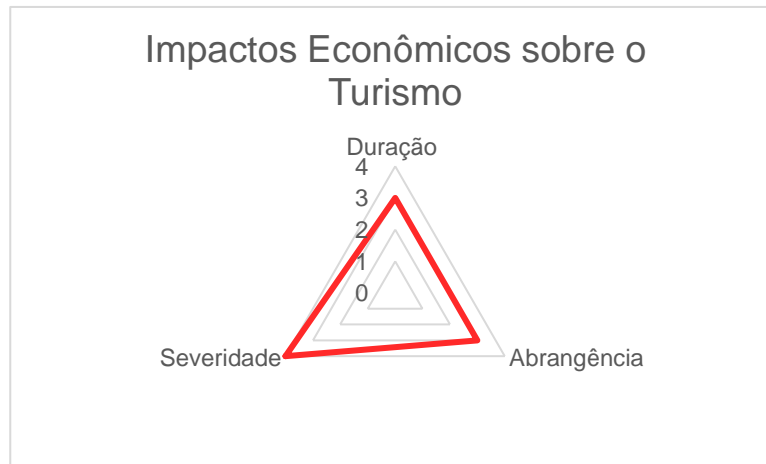 Impactos Econômicos sobre o
Turismo
Duração
4
3
2
1
0
Severidade
Abrangência